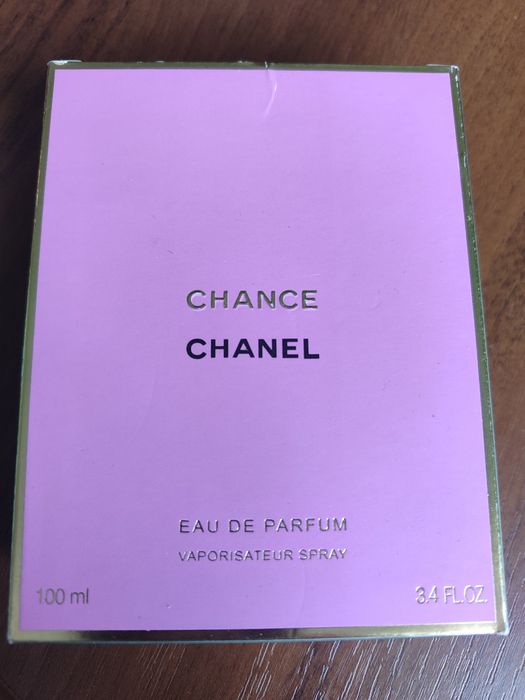 CHANCE
CHANEL
EAU DE PARFUM
VAPORISATEUR SPRAY
100 ml
3.4 FL.OZ.